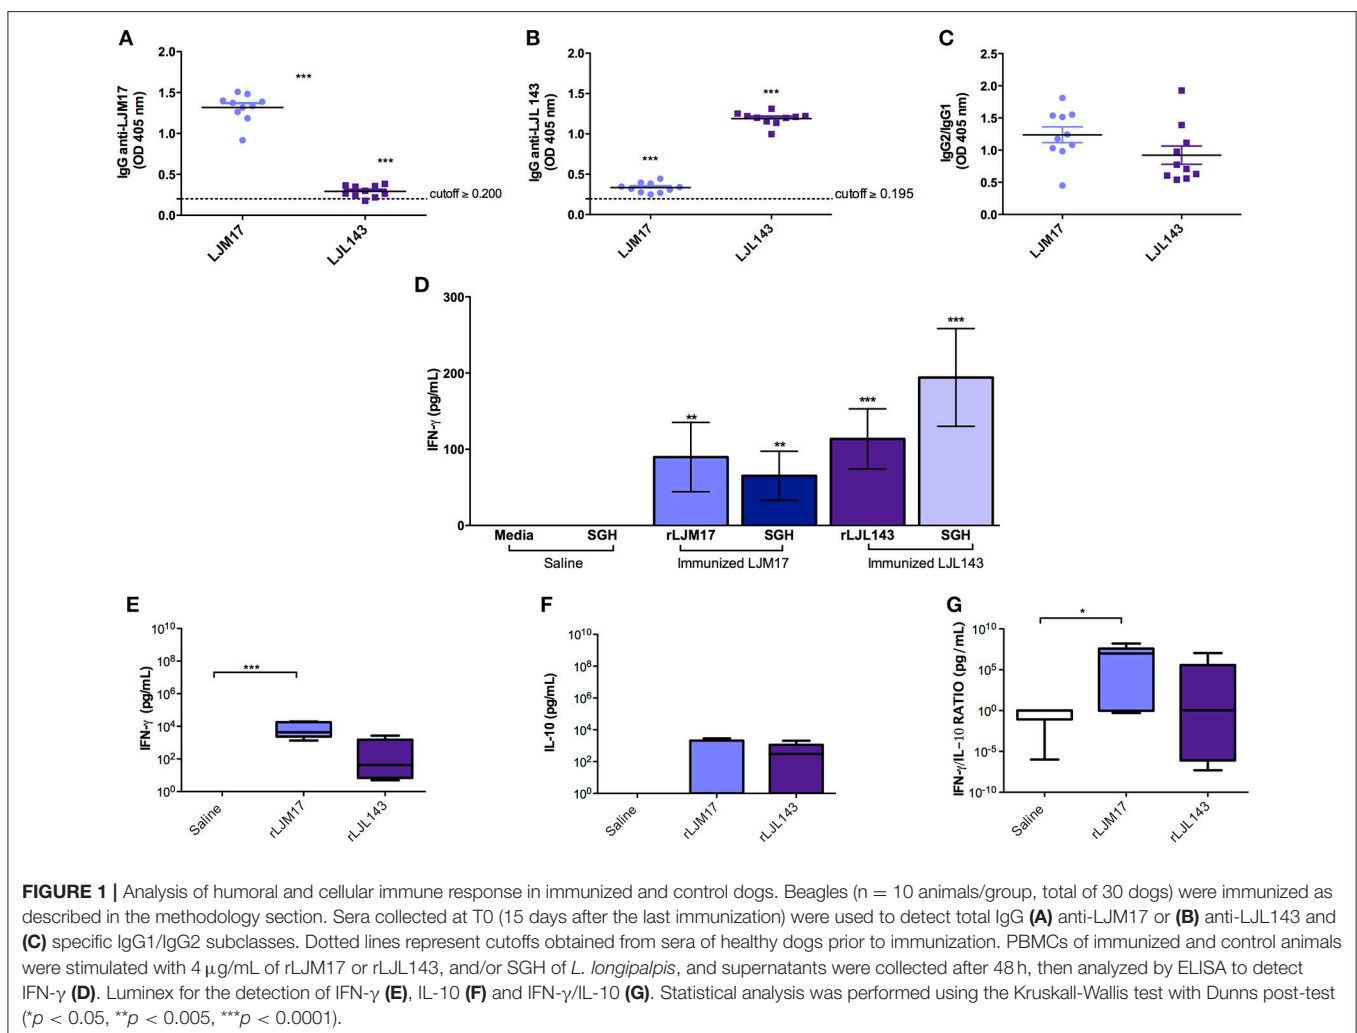 A
IgG anti-LJM17
(OD 405 nm)
2.0
1.5
1.0
0.5
0.0
***
***
cutoff ≥ 0.200
LJM17
LJL143
B
IgG anti-LJL 143
(OD 405 nm)
2.0
1.5
1.0
0.5
0.0
***
***
cutoff ≥ 0.195
LJM17
LJL143
C
IgG2/IgG1
(OD 405 nm)
2.5
2.0
1.5
1.0
0.5
0.0
LJM17
LJL143
D
IFN-γ (pg/mL)
300
200
100
0
**
**
***
***
Media SGH rLJM17 SGH rLJL143 SGH
Saline Immunized LJM17 Immunized LJL143
E
IFN-γ
(pg/mL)
10^10
10^8
10^6
10^4
10^2
10^0
***
Saline
rLJM17
rLJL143
F
IL-10 (pg/mL)
10^10
10^8
10^6
10^4
10^2
10^0
Saline
rLJM17
rLJL143
G
IFN-γ/IL-10 RATIO (pg/mL)
10^10
10^5
10^0
10^-5
10^-10
*
Saline
rLJM17
rLJL143
FIGURE 1 | Analysis of humoral and cellular immune response in immunized and control dogs. Beagles (n = 10 animals/group, total of 30 dogs) were immunized as
described in the methodology section. Sera collected at T0 (15 days after the last immunization) were used to detect total IgG (A) anti-LJM17 or (B) anti-LJL143 and
(C) specific IgG1/IgG2 subclasses. Dotted lines represent cutoffs obtained from sera of healthy dogs prior to immunization. PBMCs of immunized and control animals
were stimulated with 4 μg/mL of rLJM17 or rLJL143, and/or SGH of L. longipalpis, and supernatants were collected after 48 h, then analyzed by ELISA to detect
IFN-γ (D). Luminex for the detection of IFN-γ (E), IL-10 (F) and IFN-γ/IL-10 (G). Statistical analysis was performed using the Kruskall-Wallis test with Dunns post-test
(*p < 0.05, **p < 0.005, ***p < 0.0001).